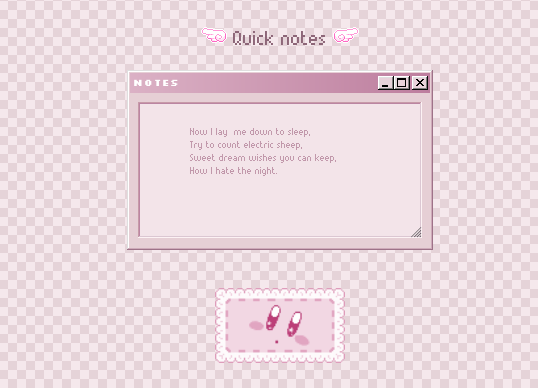 Quick notes
NOTES
Now I lay me down to sleep,
Try to count electric sheep,
Sweet dream wishes you can keep,
How I hate the night.